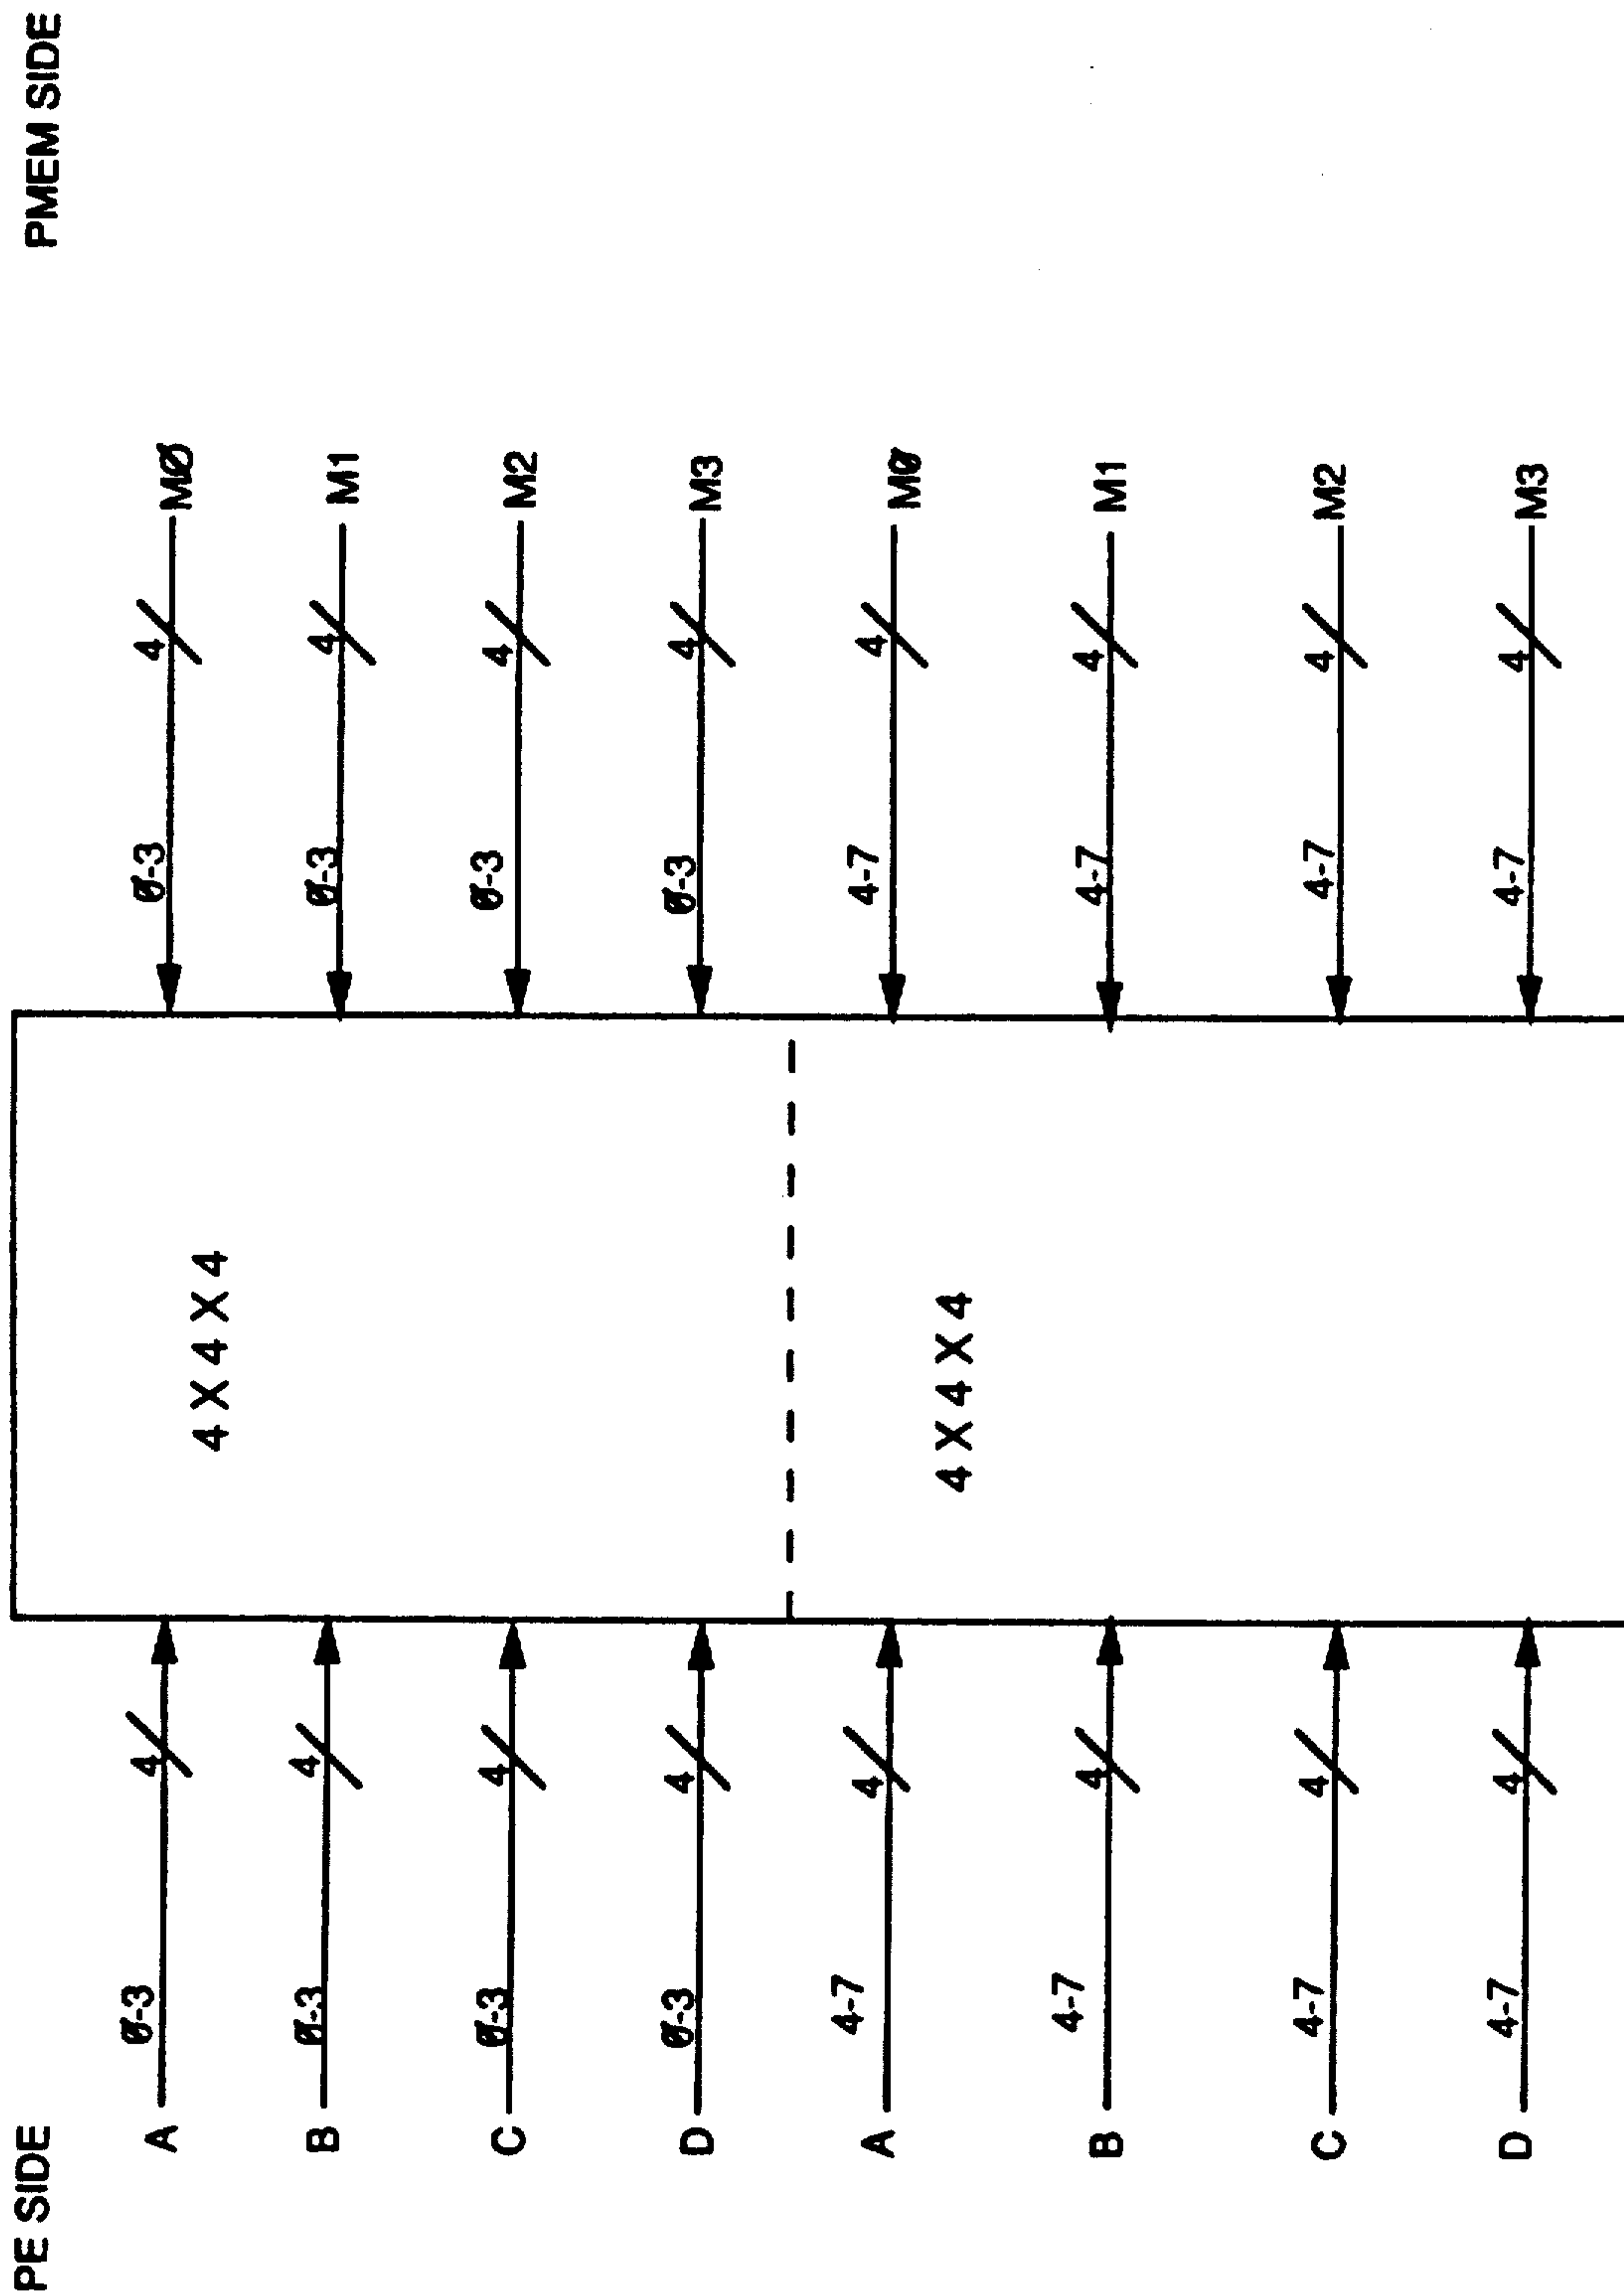 PE SIDE PMEM SIDE
A Ø-3 4 Ø-3 4 MØ
4 X 4 X 4
B Ø-3 4 Ø-3 4 M1
C Ø-3 4 Ø-3 4 M2
D Ø-3 4 Ø-3 4 M3
A 4-7 4 4-7 4 MØ
4 X 4 X 4
B 4-7 4 4-7 4 M1
C 4-7 4 4-7 4 M2
D 4-7 4 4-7 4 M3